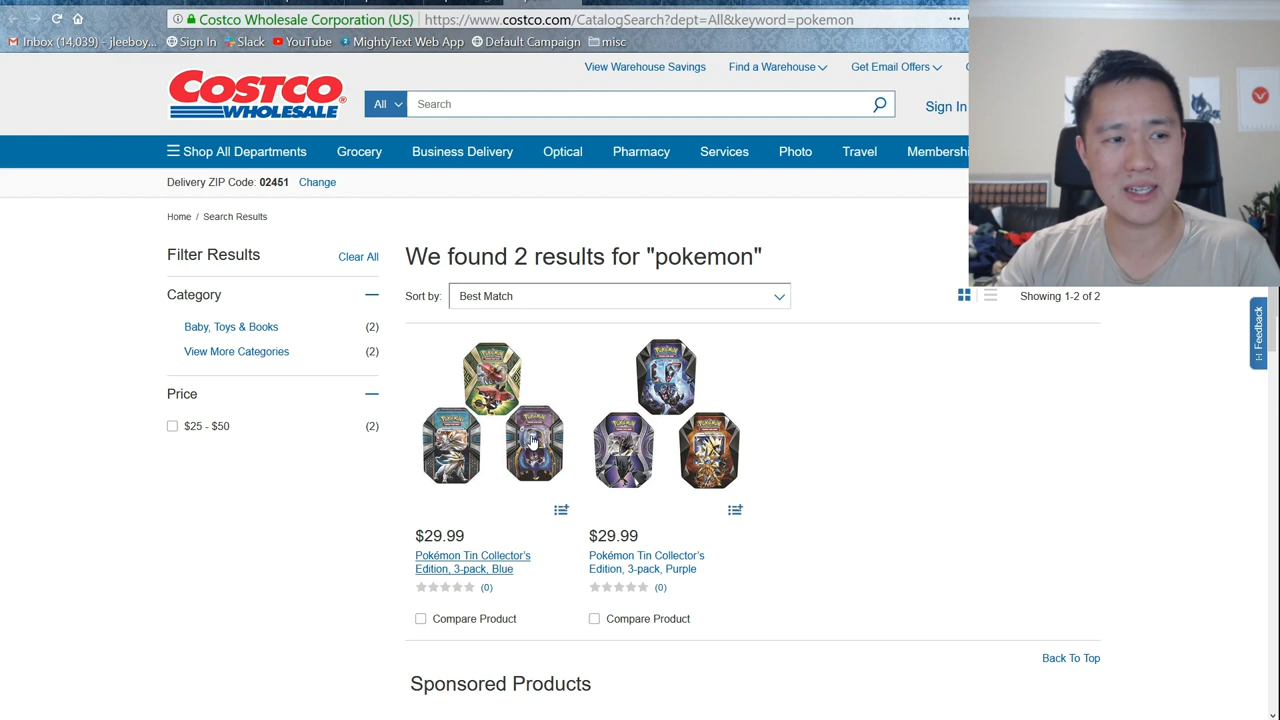 Costco Wholesale Corporation (US)
https://www.costco.com/CatalogSearch?dept=All&keyword=pokemon
Inbox (14,039) - jleeboy...
Sign In
Slack
YouTube
MightyText Web App
Default Campaign
misc
View Warehouse Savings
Find a Warehouse
Get Email Offers
COSTCO
WHOLESALE
All
Search
Sign In
Shop All Departments
Grocery
Business Delivery
Optical
Pharmacy
Services
Photo
Travel
Membershi
Delivery ZIP Code: 02451 Change
Home / Search Results
Filter Results
Clear All
Category
Baby, Toys & Books (2)
View More Categories (2)
Price
$25 - $50 (2)
We found 2 results for "pokemon"
Sort by: Best Match
Showing 1-2 of 2
$29.99
Pokémon Tin Collector's
Edition, 3-pack, Blue
(0)
Compare Product
$29.99
Pokémon Tin Collector's
Edition, 3-pack, Purple
(0)
Compare Product
Back To Top
Sponsored Products
Feedback